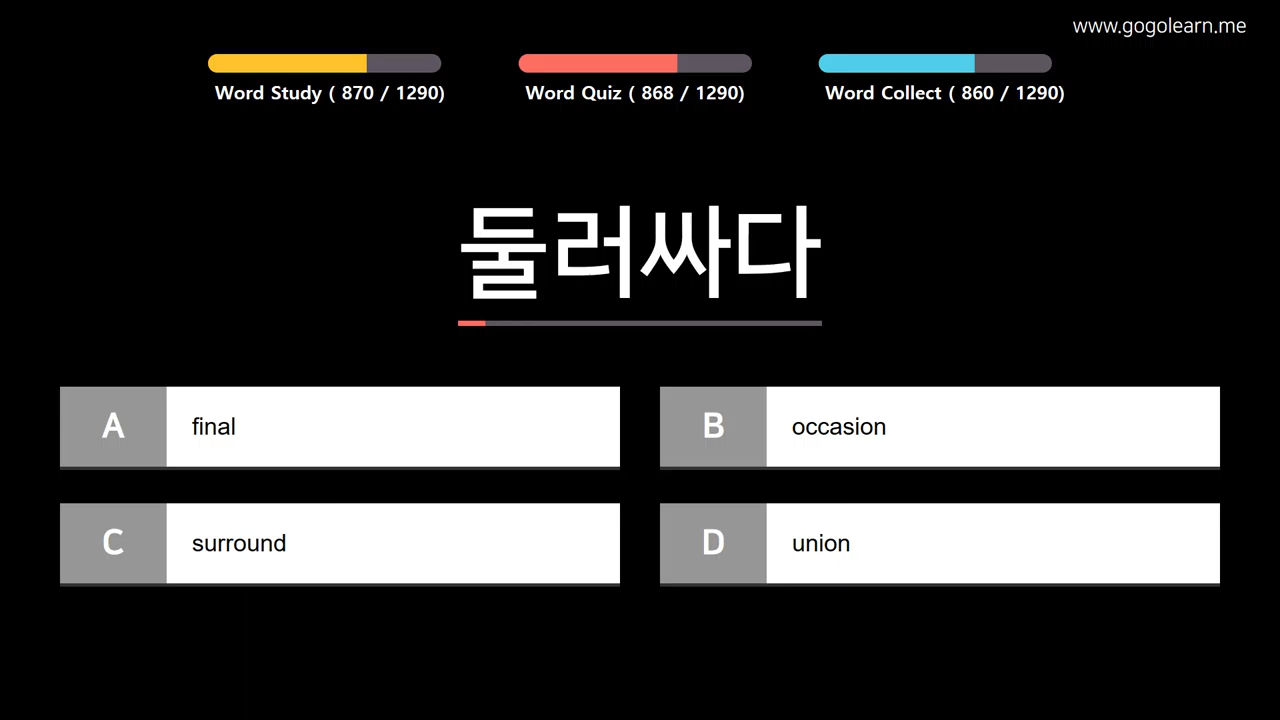 www.gogolearn.me
Word Study ( 870 / 1290)
Word Quiz ( 868 / 1290)
Word Collect ( 860 / 1290)
둘러싸다
A final
B occasion
C surround
D union